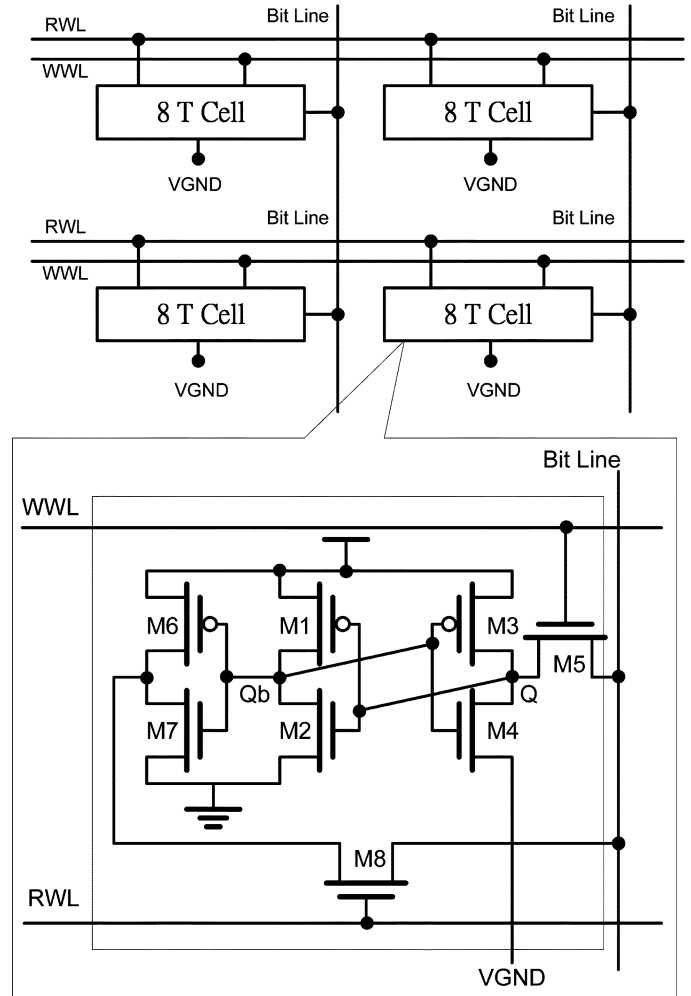 Bit Line Bit Line
RWL
WWL
8 T Cell 8 T Cell
VGND VGND
Bit Line Bit Line
RWL
WWL
8 T Cell 8 T Cell
VGND VGND
Bit Line
WWL
M6 M1 M3
M5
Qb Q
M7 M2 M4
M8
RWL
VGND